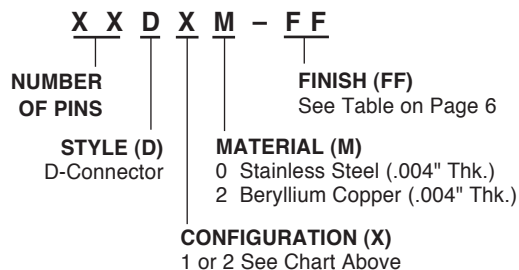 X X D X M – F F
NUMBER
OF PINS
FINISH (FF)
See Table on Page 6
STYLE (D)
D-Connector
MATERIAL (M)
0 Stainless Steel (.004" Thk.)
2 Beryllium Copper (.004" Thk.)
CONFIGURATION (X)
1 or 2 See Chart Above